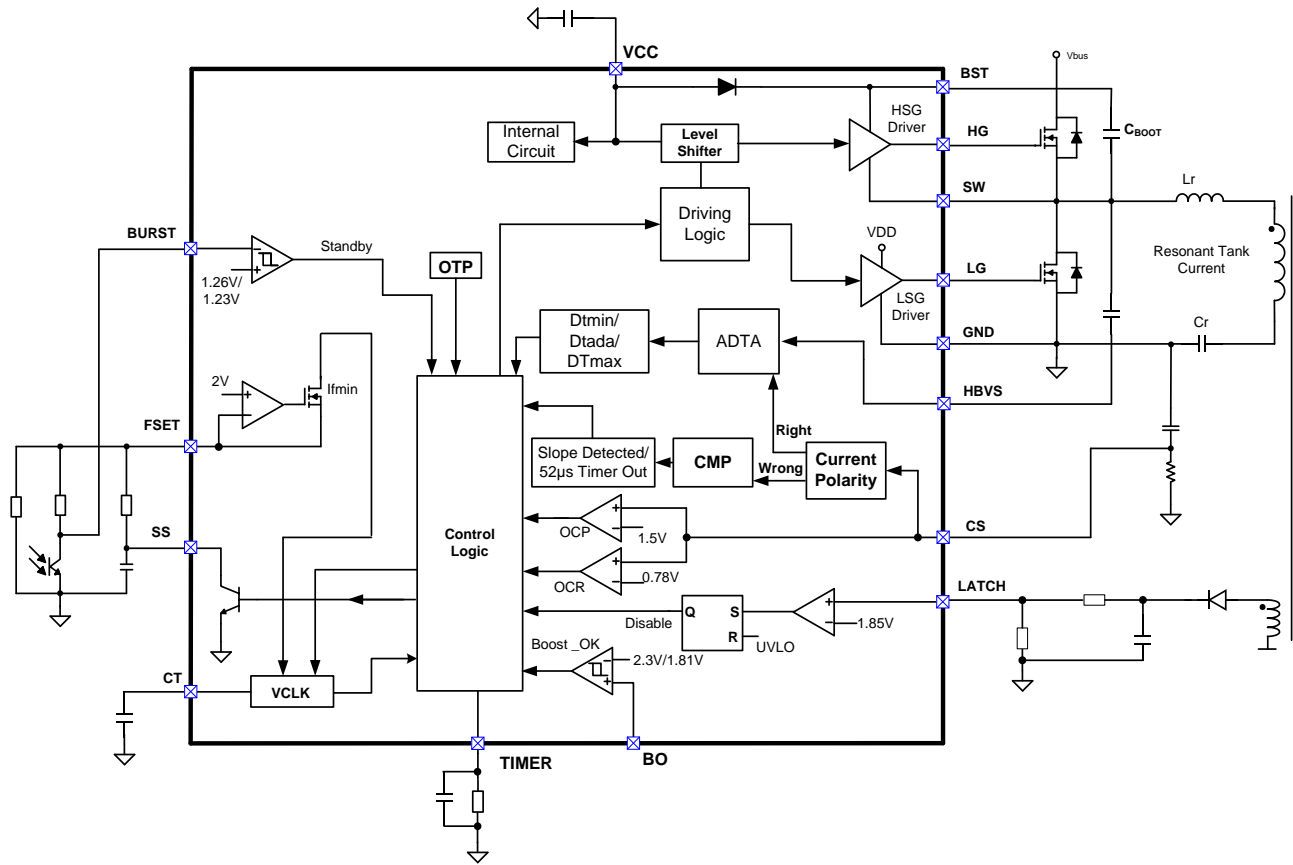 VCC
Vbus
BST
HSG
Driver
HG
C_BOOT
Internal
Circuit
Level
Shifter
SW
Lr
BURST
Standby
Driving
Logic
VDD
Resonant Tank
Current
1.26V/
1.23V
OTP
LG
LSG
Driver
GND
Cr
Dtmin/
Dtada/
DTmax
ADTA
2V
Ifmin
HBVS
FSET
Right
Slope Detected/
52µs Timer Out
CMP
Wrong
Current
Polarity
SS
Control
Logic
OCP
1.5V
CS
OCR
0.78V
LATCH
Disable
Q
S
R
UVLO
1.85V
Boost _OK
2.3V/1.81V
CT
VCLK
TIMER
BO